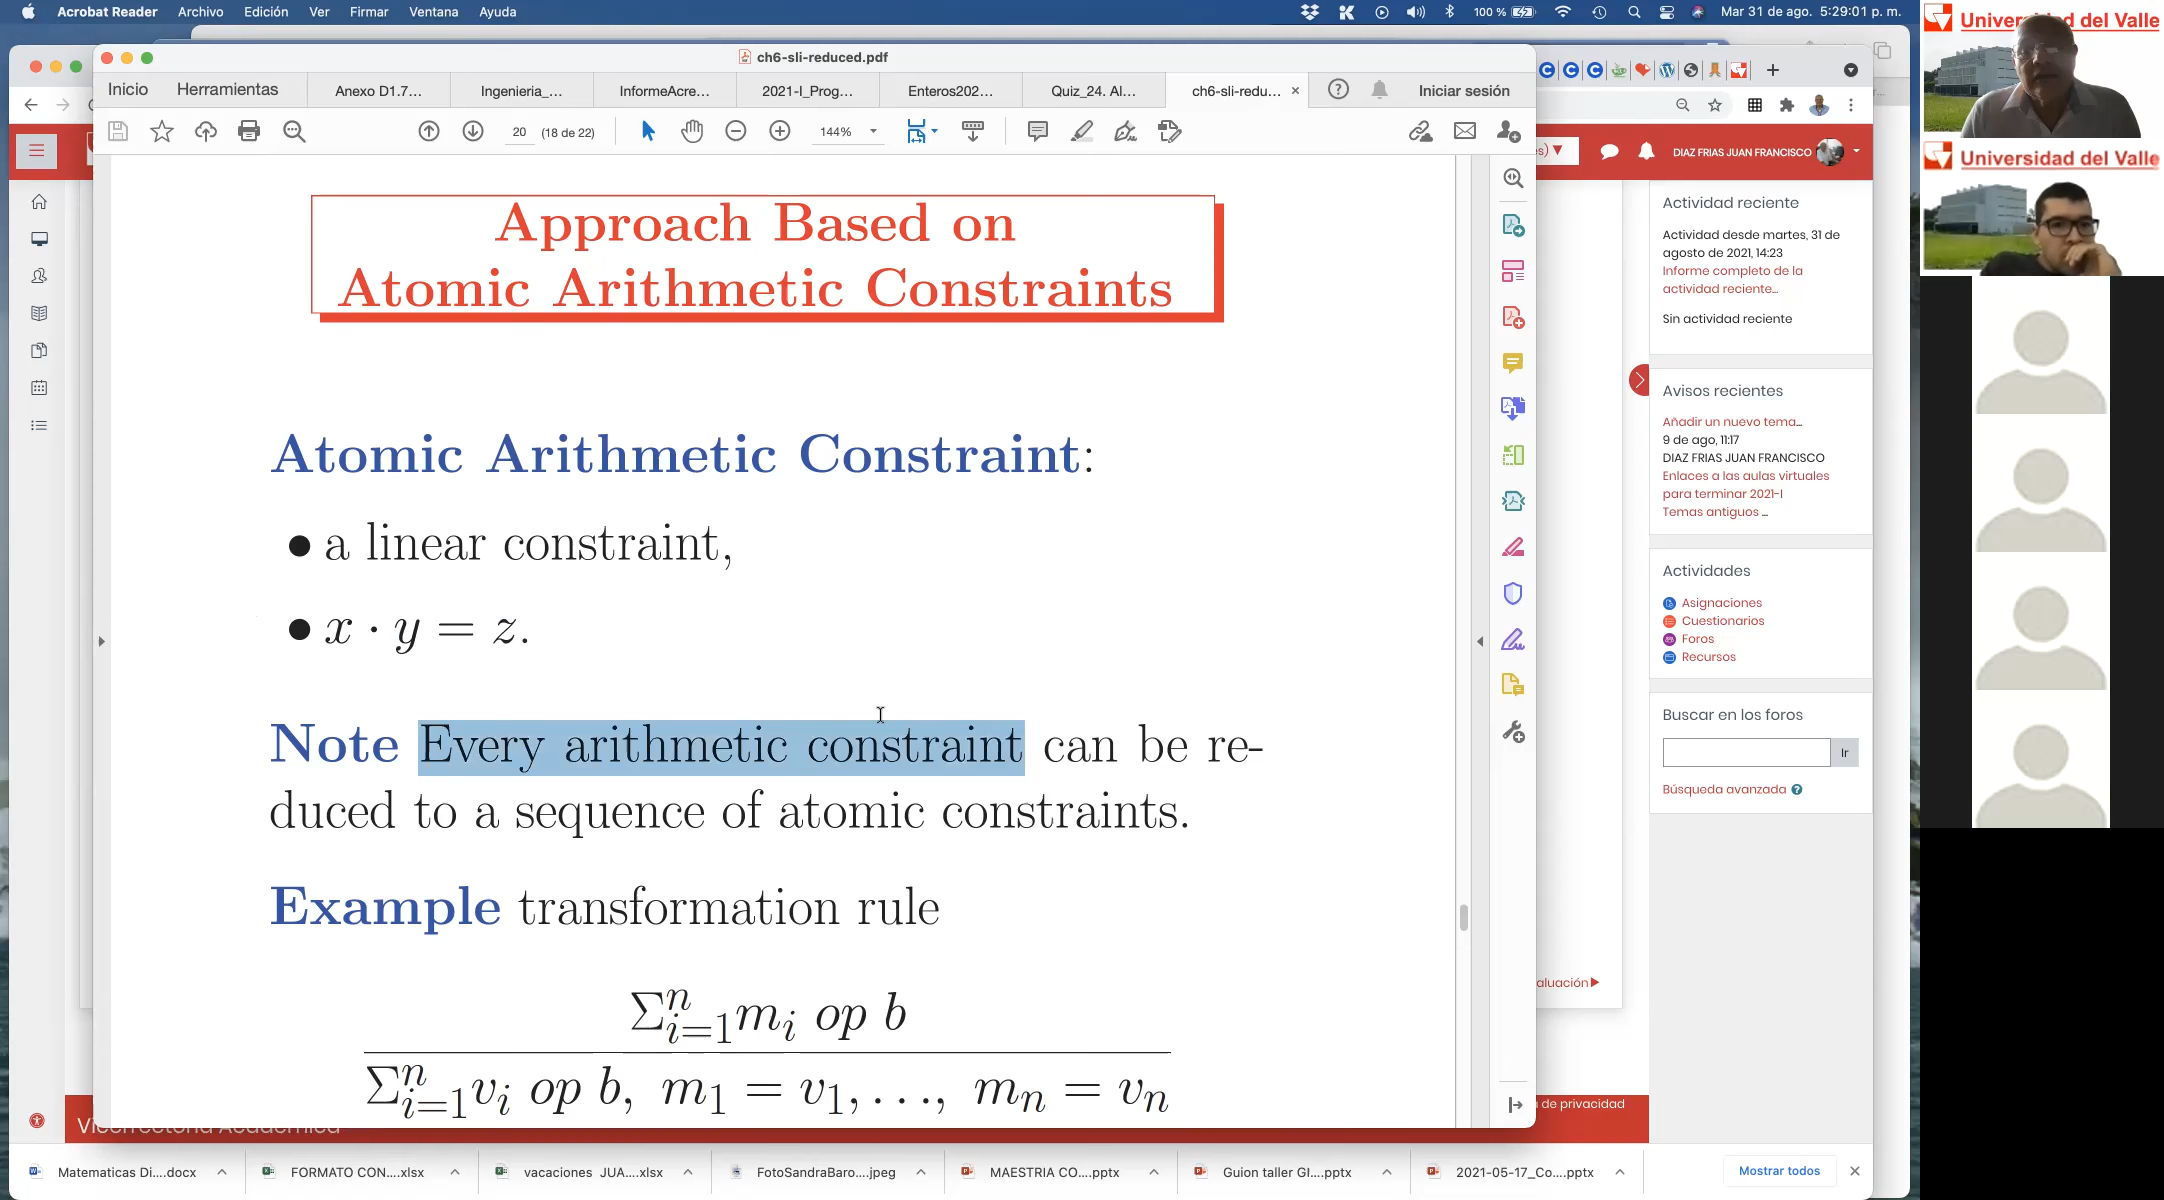 Acrobat Reader Archivo Edición Ver Firmar Ventana Ayuda
100 % Mar 31 de ago. 5:29:01 p. m.
ch6-sli-reduced.pdf
Inicio Herramientas Anexo D1.7... Ingenieria_... InformeAcre... 2021-I_Prog... Enteros202... Quiz_24. Al... ch6-sli-redu... × Iniciar sesión
20 (18 de 22) 144%
Approach Based on
Atomic Arithmetic Constraints
Atomic Arithmetic Constraint:
• a linear constraint,
• x · y = z.
Note Every arithmetic constraint can be re-
duced to a sequence of atomic constraints.
Example transformation rule
Σⁿᵢ₌₁ mᵢ op b
Σⁿᵢ₌₁ vᵢ op b, m₁ = v₁, . . ., mₙ = vₙ
DIAZ FRIAS JUAN FRANCISCO
Actividad reciente
Actividad desde martes, 31 de
agosto de 2021, 14:23
Informe completo de la
actividad reciente...
Sin actividad reciente
Avisos recientes
Añadir un nuevo tema...
9 de ago, 11:17
DIAZ FRIAS JUAN FRANCISCO
Enlaces a las aulas virtuales
para terminar 2021-I
Temas antiguos ...
Actividades
Asignaciones
Cuestionarios
Foros
Recursos
Buscar en los foros
Ir
Búsqueda avanzada
aluación
de privacidad
Matematicas Di....docx FORMATO CON....xlsx vacaciones JUA....xlsx FotoSandraBaro....jpeg MAESTRIA CO....pptx Guion taller GI....pptx 2021-05-17_Co....pptx Mostrar todos
Universidad del Valle
Universidad del Valle